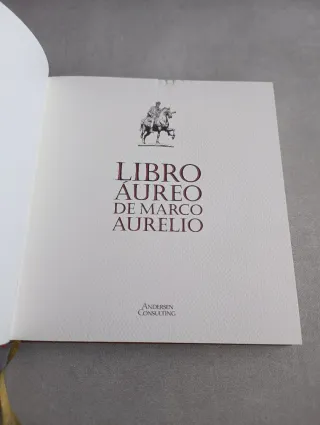 LIBRO
ÁUREO
DE MARCO
AURELIO
ANDERSEN
CONSULTING